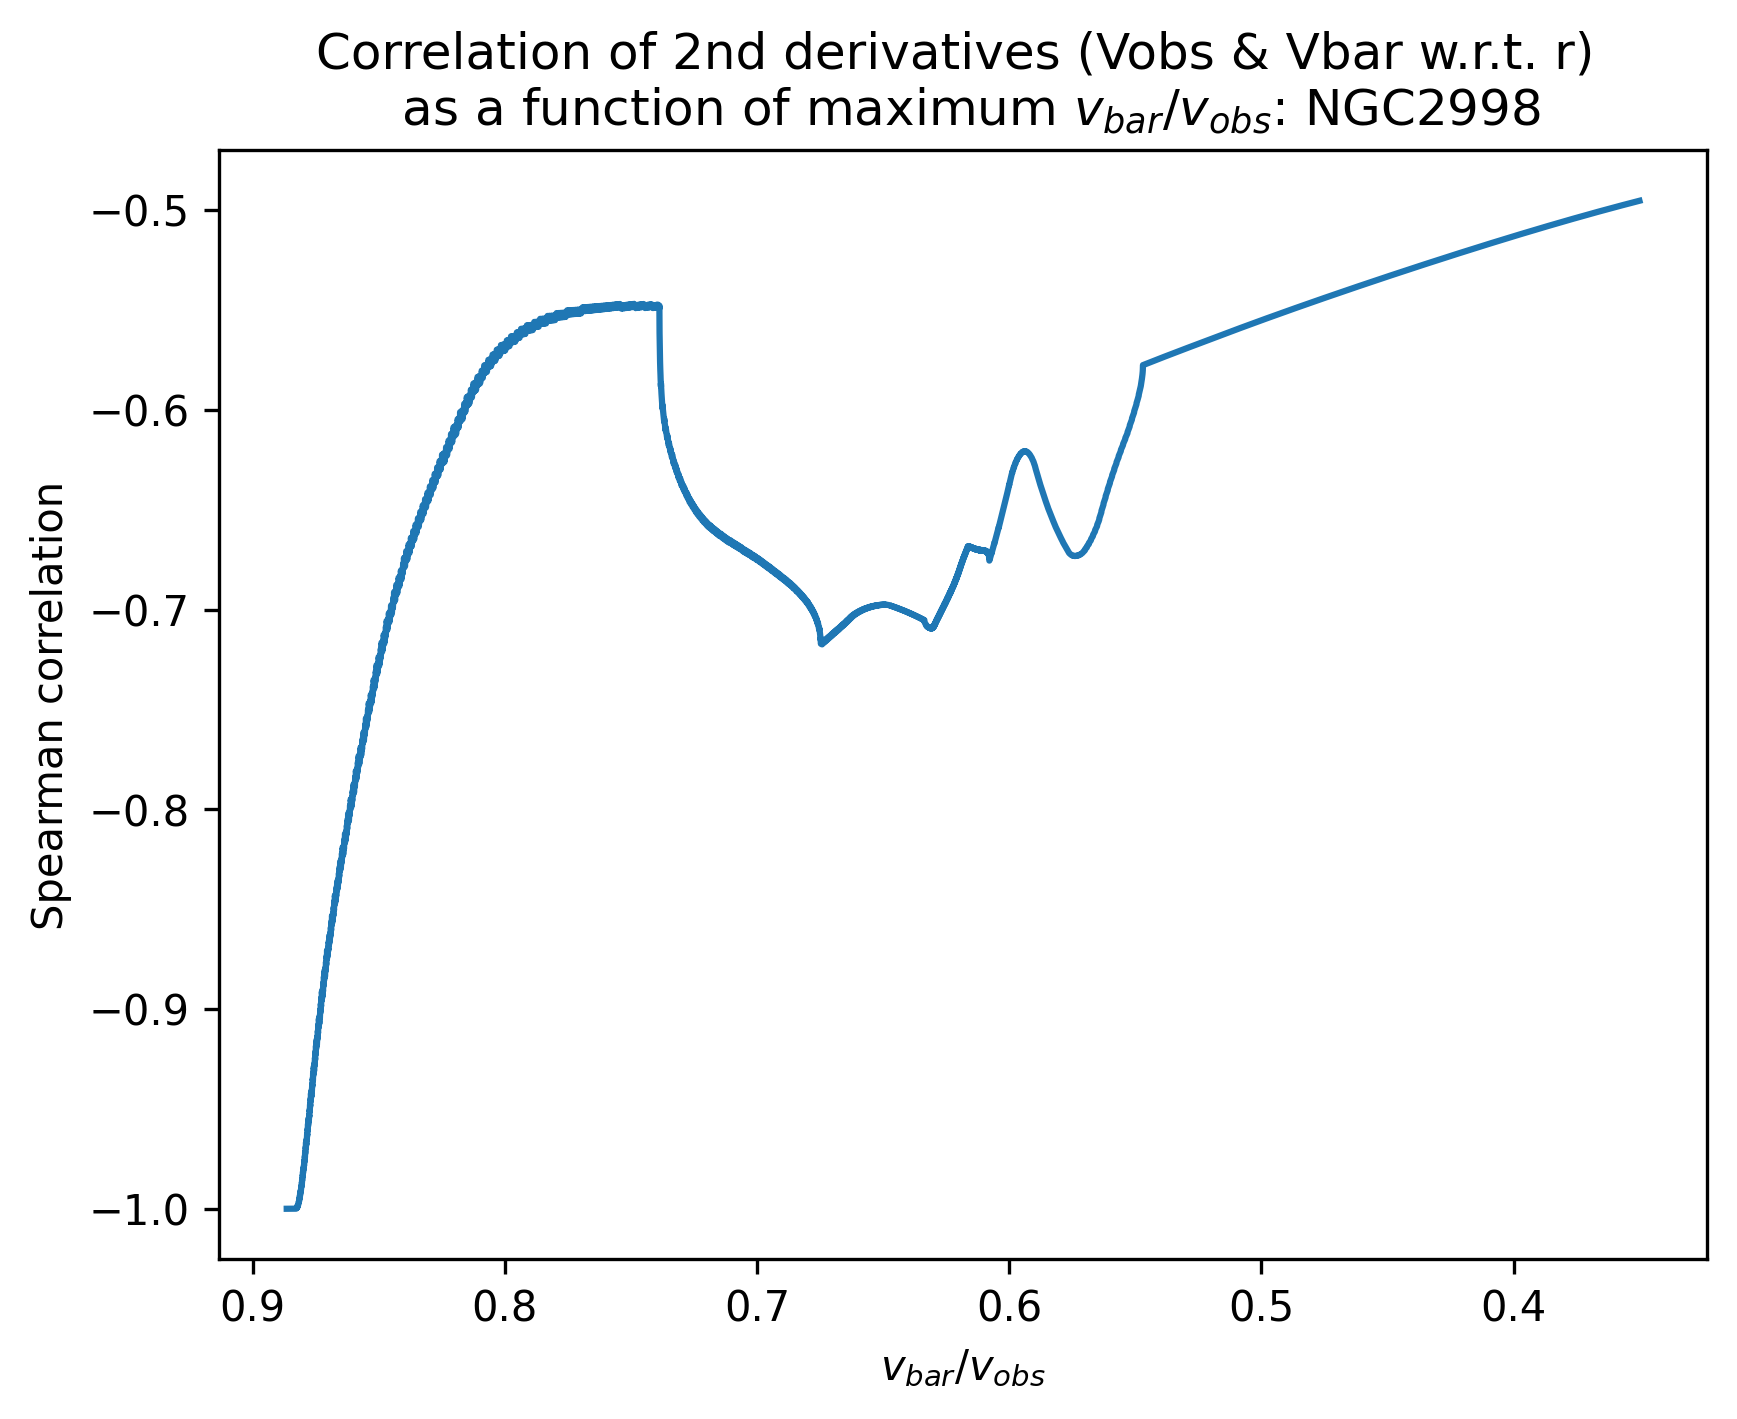 Correlation of 2nd derivatives (Vobs & Vbar w.r.t. r)
as a function of maximum v_bar/v_obs: NGC2998
−0.5
−0.6
−0.7
−0.8
−0.9
−1.0
Spearman correlation
0.9 0.8 0.7 0.6 0.5 0.4
v_bar/v_obs